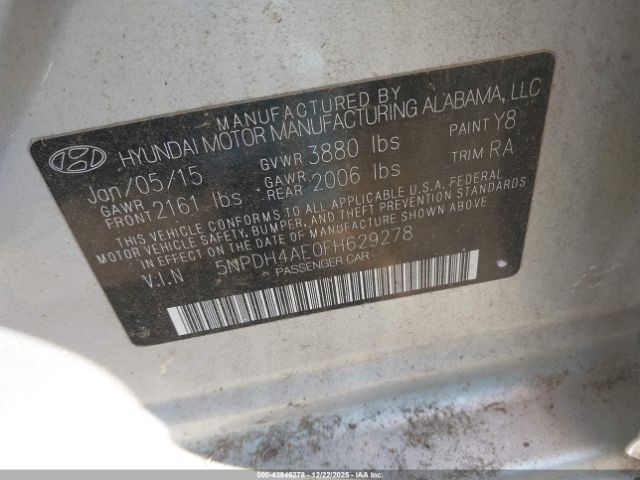 MANUFACTURED BY
HYUNDAI MOTOR MANUFACTURING ALABAMA, LLC
Jan/05/15 GVWR 3880 lbs PAINT Y8
GAWR FRONT 2161 lbs GAWR REAR 2006 lbs TRIM RA
THIS VEHICLE CONFORMS TO ALL APPLICABLE U.S.A. FEDERAL
MOTOR VEHICLE SAFETY, BUMPER, AND THEFT PREVENTION STANDARDS
IN EFFECT ON THE DATE OF MANUFACTURE SHOWN ABOVE
V.I.N 5NPDH4AE0FH629278
PASSENGER CAR
000-43946278 • 12/22/2025 •